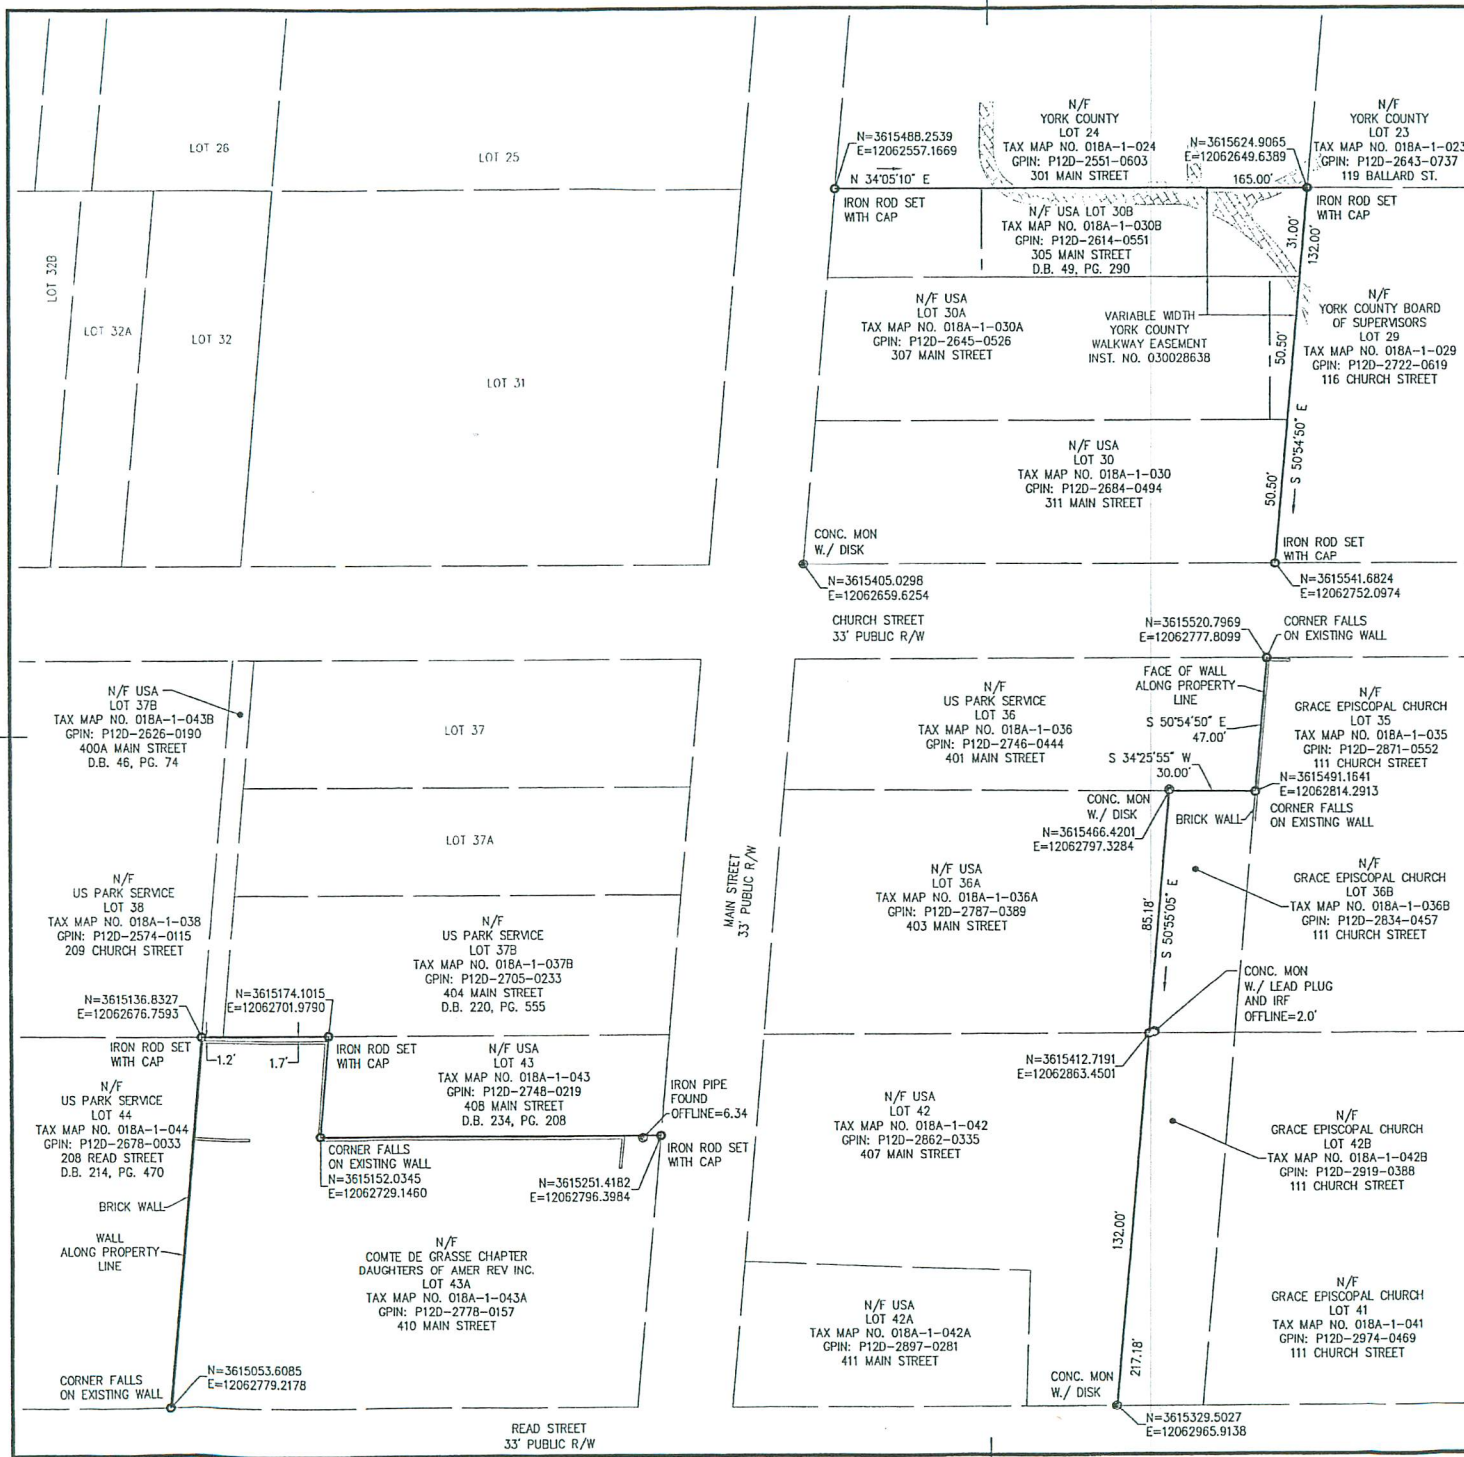 LOT 26
LOT 25
LOT 32B
LOT 32A
LOT 32
LOT 31
N=3615488.2539
E=12062557.1669
N 34°05'10" E
IRON ROD SET
WITH CAP
N/F
YORK COUNTY
LOT 24
TAX MAP NO. 018A-1-024
GPIN: P12D-2551-0603
301 MAIN STREET
N=3615624.9065
E=12062649.6389
165.00'
N/F
YORK COUNTY
LOT 23
TAX MAP NO. 018A-1-023
GPIN: P12D-2643-0737
119 BALLARD ST.
IRON ROD SET
WITH CAP
N/F USA LOT 30B
TAX MAP NO. 018A-1-030B
GPIN: P12D-2614-0551
305 MAIN STREET
D.B. 49, PG. 290
31.00'
132.00'
N/F USA
LOT 30A
TAX MAP NO. 018A-1-030A
GPIN: P12D-2645-0526
307 MAIN STREET
VARIABLE WIDTH
YORK COUNTY
WALKWAY EASEMENT
INST. NO. 030028638
50.50'
N/F
YORK COUNTY BOARD
OF SUPERVISORS
LOT 29
TAX MAP NO. 018A-1-029
GPIN: P12D-2722-0619
116 CHURCH STREET
N/F USA
LOT 30
TAX MAP NO. 018A-1-030
GPIN: P12D-2684-0494
311 MAIN STREET
50.50'
S 50°54'50" E
CONC. MON
W./ DISK
IRON ROD SET
WITH CAP
N=3615405.0298
E=12062659.6254
N=3615541.6824
E=12062752.0974
CHURCH STREET
33' PUBLIC R/W
N=3615520.7969
E=12062777.8099
CORNER FALLS
ON EXISTING WALL
N/F USA
LOT 37B
TAX MAP NO. 018A-1-043B
GPIN: P12D-2626-0190
400A MAIN STREET
D.B. 46, PG. 74
LOT 37
N/F
US PARK SERVICE
LOT 36
TAX MAP NO. 018A-1-036
GPIN: P12D-2746-0444
401 MAIN STREET
FACE OF WALL
ALONG PROPERTY
LINE
S 50°54'50" E
47.00'
S 34°25'55" W
30.00'
N/F
GRACE EPISCOPAL CHURCH
LOT 35
TAX MAP NO. 018A-1-035
GPIN: P12D-2871-0552
111 CHURCH STREET
N=3615491.1641
E=12062814.2913
CONC. MON
W./ DISK
BRICK WALL
CORNER FALLS
ON EXISTING WALL
N=3615466.4201
E=12062797.3284
LOT 37A
MAIN STREET
33' PUBLIC R/W
N/F
US PARK SERVICE
LOT 38
TAX MAP NO. 018A-1-038
GPIN: P12D-2574-0115
209 CHURCH STREET
N/F
US PARK SERVICE
LOT 37B
TAX MAP NO. 018A-1-037B
GPIN: P12D-2705-0233
404 MAIN STREET
D.B. 220, PG. 555
N/F USA
LOT 36A
TAX MAP NO. 018A-1-036A
GPIN: P12D-2787-0389
403 MAIN STREET
85.18'
S 50°55'05" E
N/F
GRACE EPISCOPAL CHURCH
LOT 36B
TAX MAP NO. 018A-1-036B
GPIN: P12D-2834-0457
111 CHURCH STREET
CONC. MON
W./ LEAD PLUG
AND IRF
OFFLINE=2.0'
N=3615136.8327
E=12062676.7593
N=3615174.1015
E=12062701.9790
IRON ROD SET
WITH CAP
1.2'
1.7'
IRON ROD SET
WITH CAP
N/F USA
LOT 43
TAX MAP NO. 018A-1-043
GPIN: P12D-2748-0219
408 MAIN STREET
D.B. 234, PG. 208
IRON PIPE
FOUND
OFFLINE=6.34
IRON ROD SET
WITH CAP
N=3615412.7191
E=12062863.4501
N/F
US PARK SERVICE
LOT 44
TAX MAP NO. 018A-1-044
GPIN: P12D-2678-0033
208 READ STREET
D.B. 214, PG. 470
CORNER FALLS
ON EXISTING WALL
N=3615152.0345
E=12062729.1460
N=3615251.4182
E=12062796.3984
N/F USA
LOT 42
TAX MAP NO. 018A-1-042
GPIN: P12D-2862-0335
407 MAIN STREET
N/F
GRACE EPISCOPAL CHURCH
LOT 42B
TAX MAP NO. 018A-1-042B
GPIN: P12D-2919-0388
111 CHURCH STREET
BRICK WALL
WALL
ALONG PROPERTY
LINE
N/F
COMTE DE GRASSE CHAPTER
DAUGHTERS OF AMER REV INC.
LOT 43A
TAX MAP NO. 018A-1-043A
GPIN: P12D-2778-0157
410 MAIN STREET
132.00'
N/F USA
LOT 42A
TAX MAP NO. 018A-1-042A
GPIN: P12D-2897-0281
411 MAIN STREET
217.18'
N/F
GRACE EPISCOPAL CHURCH
LOT 41
TAX MAP NO. 018A-1-041
GPIN: P12D-2974-0469
111 CHURCH STREET
CORNER FALLS
ON EXISTING WALL
N=3615053.6085
E=12062779.2178
CONC. MON
W./ DISK
N=3615329.5027
E=12062965.9138
READ STREET
33' PUBLIC R/W